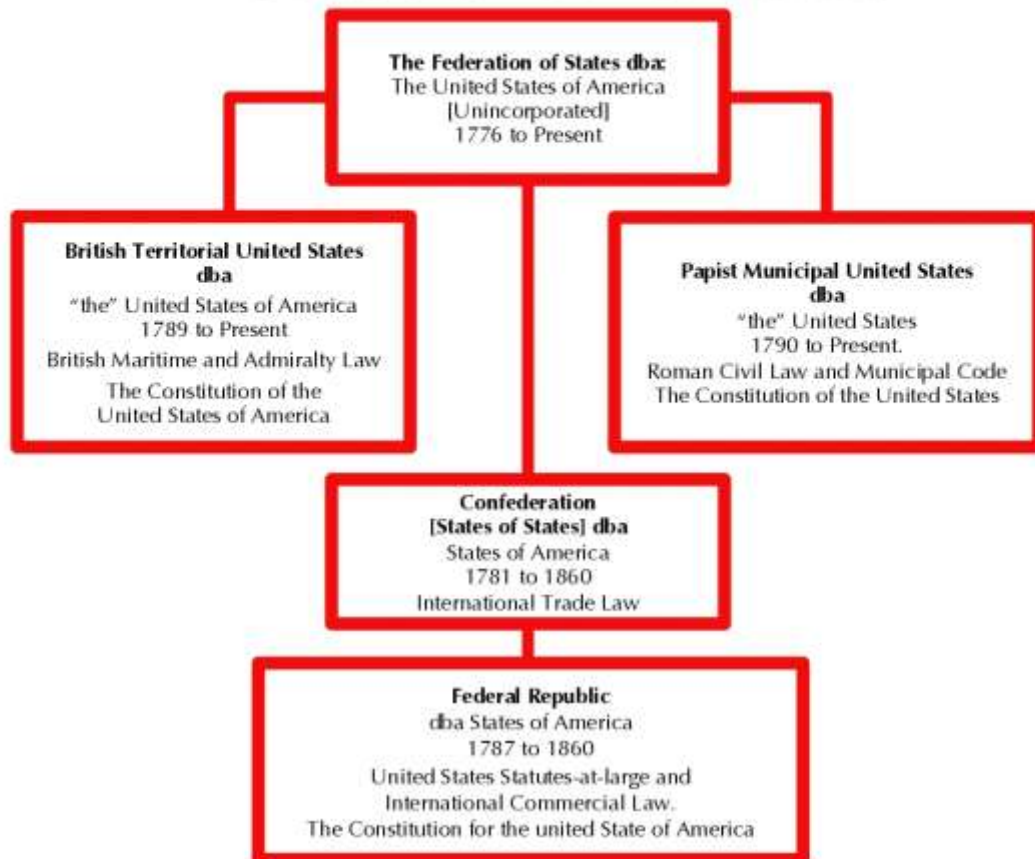 The Federation of States dba:
The United States of America
[Unincorporated]
1776 to Present
British Territorial United States
dba
“the” United States of America
1789 to Present
British Maritime and Admiralty Law
The Constitution of the
United States of America
Papist Municipal United States
dba
“the” United States
1790 to Present.
Roman Civil Law and Municipal Code
The Constitution of the United States
Confederation
[States of States] dba
States of America
1781 to 1860
International Trade Law
Federal Republic
dba States of America
1787 to 1860
United States Statutes-at-large and
International Commercial Law.
The Constitution for the united State of America